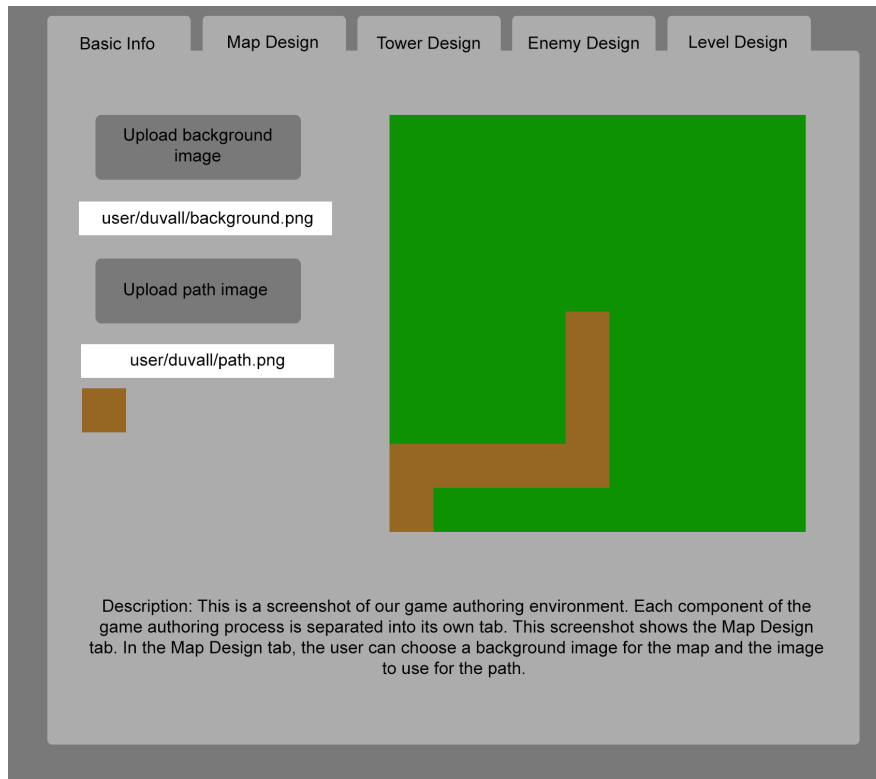 Basic Info
Map Design
Tower Design
Enemy Design
Level Design
Upload background
image
user/duvall/background.png
Upload path image
user/duvall/path.png
Description: This is a screenshot of our game authoring environment. Each component of the
game authoring process is separated into its own tab. This screenshot shows the Map Design
tab. In the Map Design tab, the user can choose a background image for the map and the image
to use for the path.